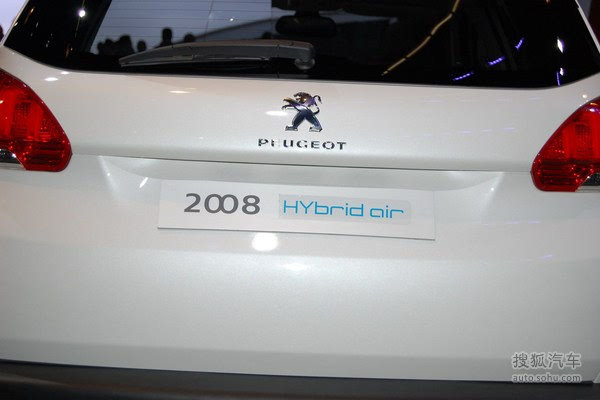 PEUGEOT
2008 HYbrid air
搜狐汽车
auto.sohu.com